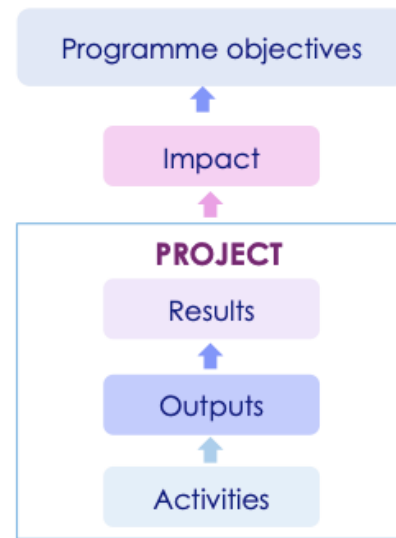 Programme objectives
Impact
PROJECT
Results
Outputs
Activities